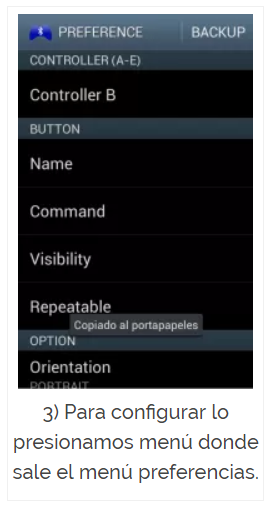 PREFERENCE BACKUP
CONTROLLER (A-E)
Controller B
BUTTON
Name
Command
Visibility
Repeatable
Copiado al portapapeles
OPTION
Orientation
PORTRAIT
3) Para configurar lo
presionamos menú donde
sale el menú preferencias.